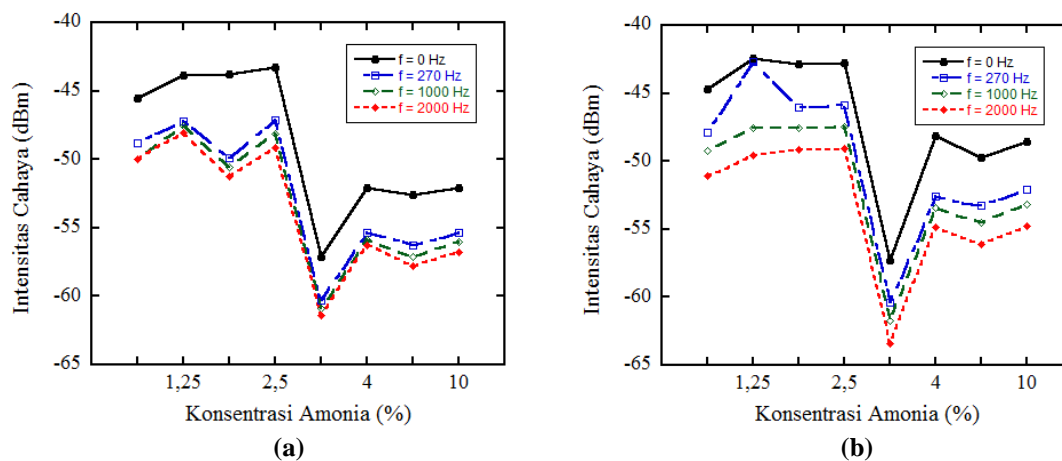 -40
-45
-50
-55
-60
-65
Intensitas Cahaya (dBm)
f = 0 Hz
f = 270 Hz
f = 1000 Hz
f = 2000 Hz
1,25
2,5
4
10
Konsentrasi Amonia (%)
(a)
-40
-45
-50
-55
-60
-65
Intensitas Cahaya (dBm)
f = 0 Hz
f = 270 Hz
f = 1000 Hz
f = 2000 Hz
1,25
2,5
4
10
Konsentrasi Amonia (%)
(b)